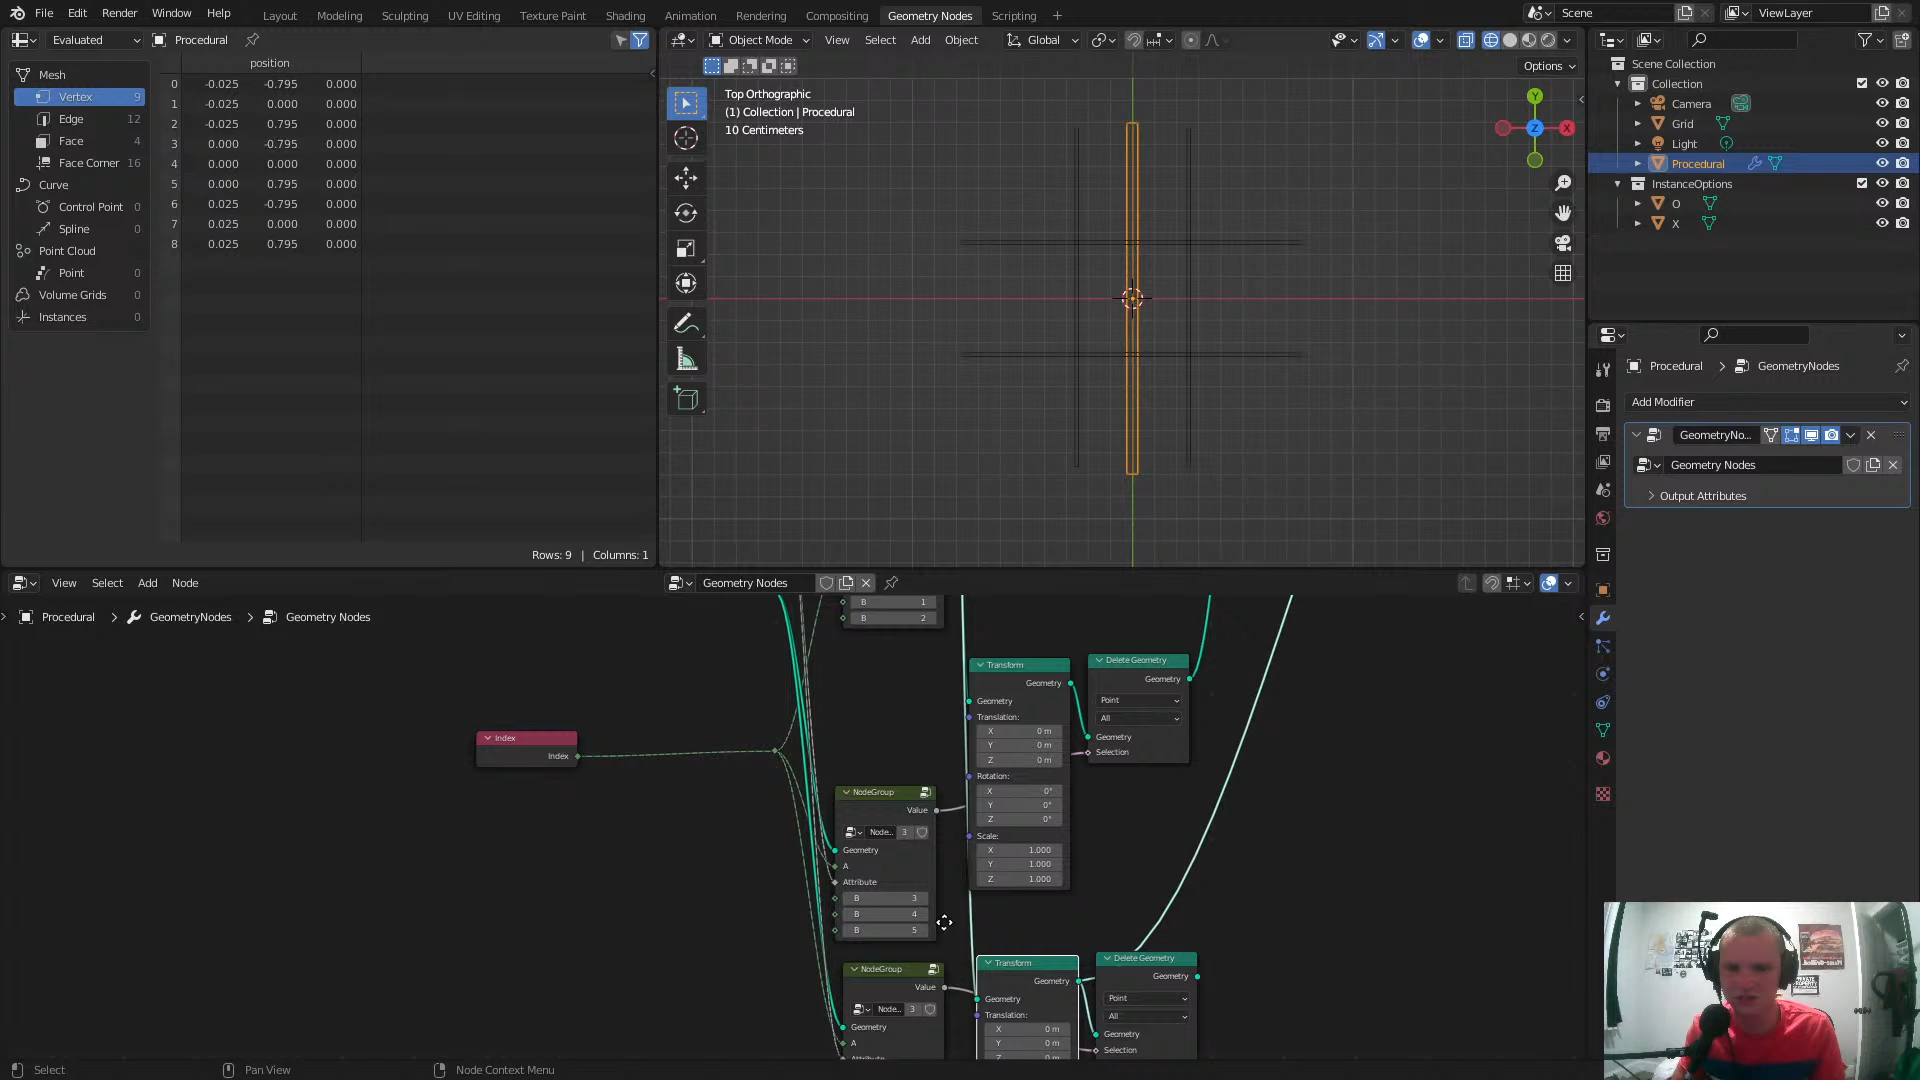 File Edit Render Window Help
Layout Modeling Sculpting UV Editing Texture Paint Shading Animation Rendering Compositing Geometry Nodes Scripting +
Scene
ViewLayer
Evaluated
Procedural
Object Mode
View Select Add Object
Global
Options
Mesh
Vertex 9
Edge 12
Face 4
Face Corner 16
Curve
Control Point 0
Spline 0
Point Cloud
Point 0
Volume Grids 0
Instances 0
position
0 -0.025 -0.795 0.000
1 -0.025 0.000 0.000
2 -0.025 0.795 0.000
3 0.000 -0.795 0.000
4 0.000 0.000 0.000
5 0.000 0.795 0.000
6 0.025 -0.795 0.000
7 0.025 0.000 0.000
8 0.025 0.795 0.000
Rows: 9 | Columns: 1
Top Orthographic
(1) Collection | Procedural
10 Centimeters
Y
Z
X
Scene Collection
Collection
Camera
Grid
Light
Procedural
InstanceOptions
O
X
Procedural > GeometryNodes
Add Modifier
GeometryNo...
Geometry Nodes
Output Attributes
View Select Add Node
Geometry Nodes
Procedural > GeometryNodes > Geometry Nodes
B 1
B 2
Index
Index
NodeGroup
Value
Node.. 3
Geometry
A
Attribute
B 3
B 4
B 5
Transform
Geometry
Geometry
Translation:
X 0 m
Y 0 m
Z 0 m
Rotation:
X 0°
Y 0°
Z 0°
Scale:
X 1.000
Y 1.000
Z 1.000
Delete Geometry
Geometry
Point
All
Geometry
Selection
NodeGroup
Value
Node.. 3
Geometry
A
Transform
Geometry
Geometry
Translation:
X 0 m
Y 0 m
Delete Geometry
Geometry
Point
All
Geometry
Selection
Select
Pan View
Node Context Menu